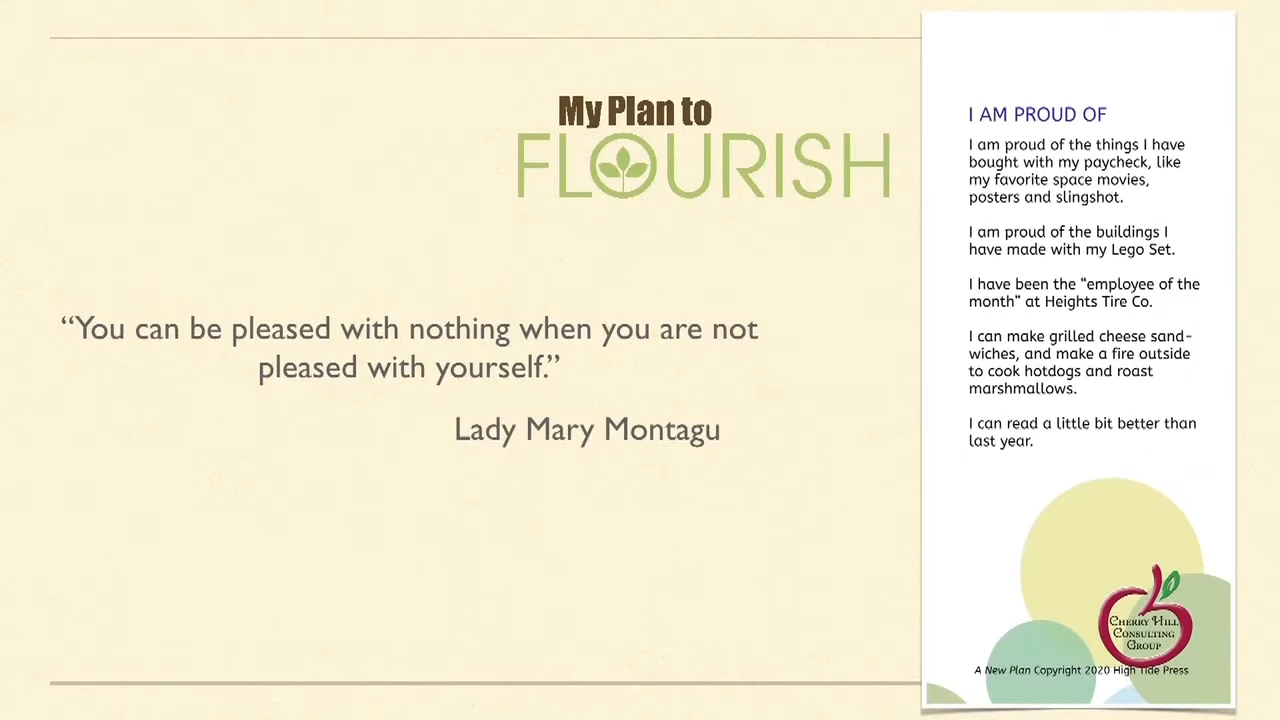 My Plan to
FLOURISH
“You can be pleased with nothing when you are not
pleased with yourself.”
Lady Mary Montagu
I AM PROUD OF
I am proud of the things I have
bought with my paycheck, like
my favorite space movies,
posters and slingshot.
I am proud of the buildings I
have made with my Lego Set.
I have been the “employee of the
month” at Heights Tire Co.
I can make grilled cheese sand-
wiches, and make a fire outside
to cook hotdogs and roast
marshmallows.
I can read a little bit better than
last year.
Cherry Hill
Consulting
Group
A New Plan Copyright 2020 High Tide Press